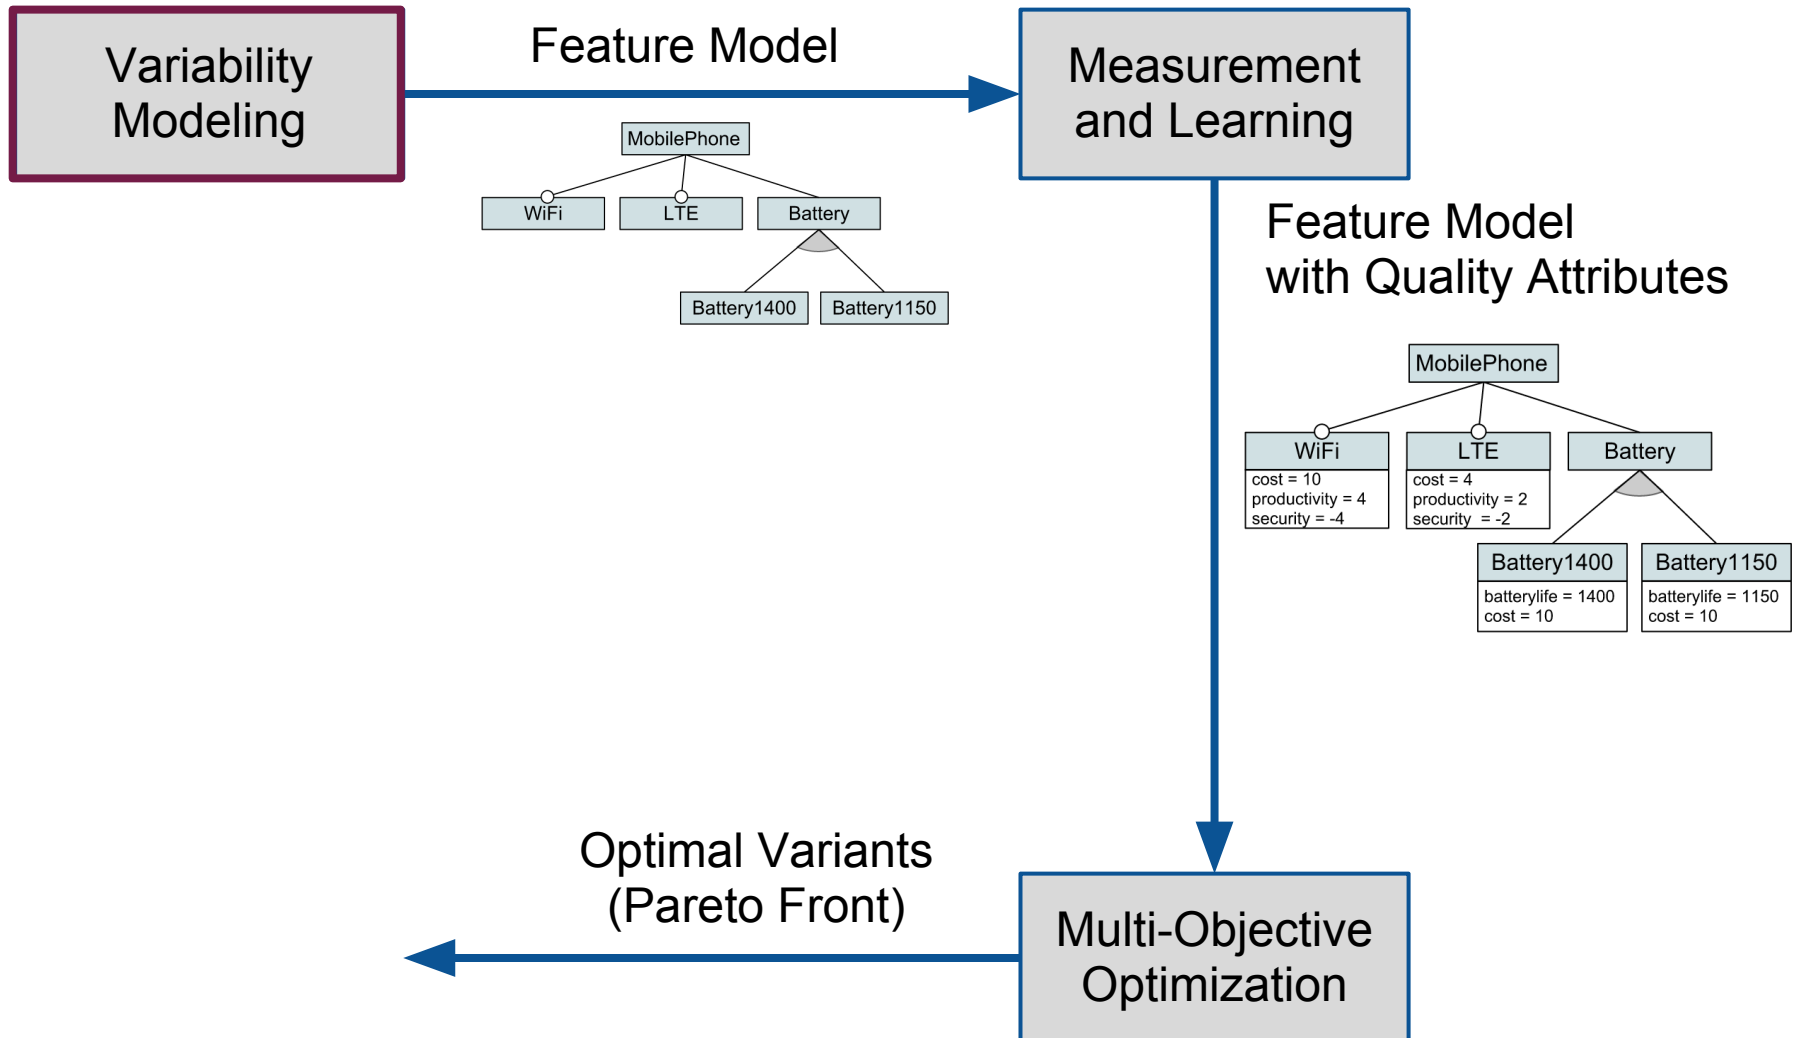 Variability
Modeling
Feature Model
Measurement
and Learning
MobilePhone
WiFi
LTE
Battery
Battery1400
Battery1150
Feature Model
with Quality Attributes
MobilePhone
WiFi
cost = 10
productivity = 4
security = -4
LTE
cost = 4
productivity = 2
security = -2
Battery
Battery1400
batterylife = 1400
cost = 10
Battery1150
batterylife = 1150
cost = 10
Optimal Variants
(Pareto Front)
Multi-Objective
Optimization